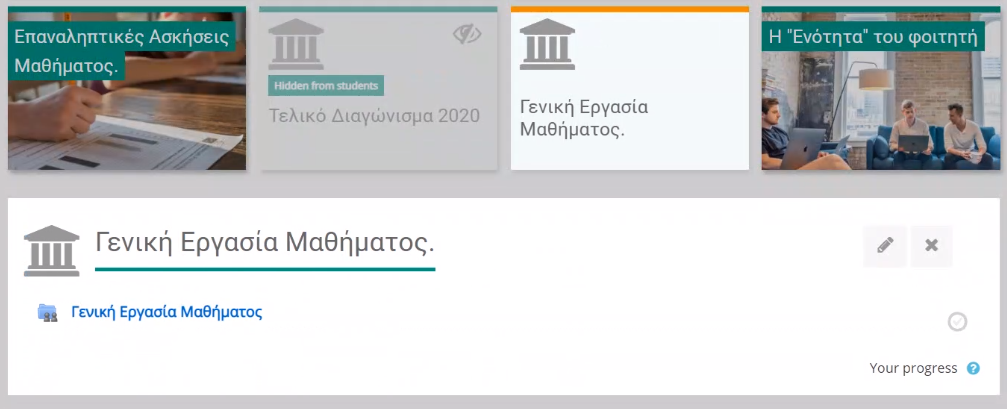 Επαναληπτικές Ασκήσεις
Μαθήματος.
Hidden from students
Τελικό Διαγώνισμα 2020
Γενική Εργασία
Μαθήματος.
Η "Ενότητα" του φοιτητή
Γενική Εργασία Μαθήματος.
Γενική Εργασία Μαθήματος
Your progress